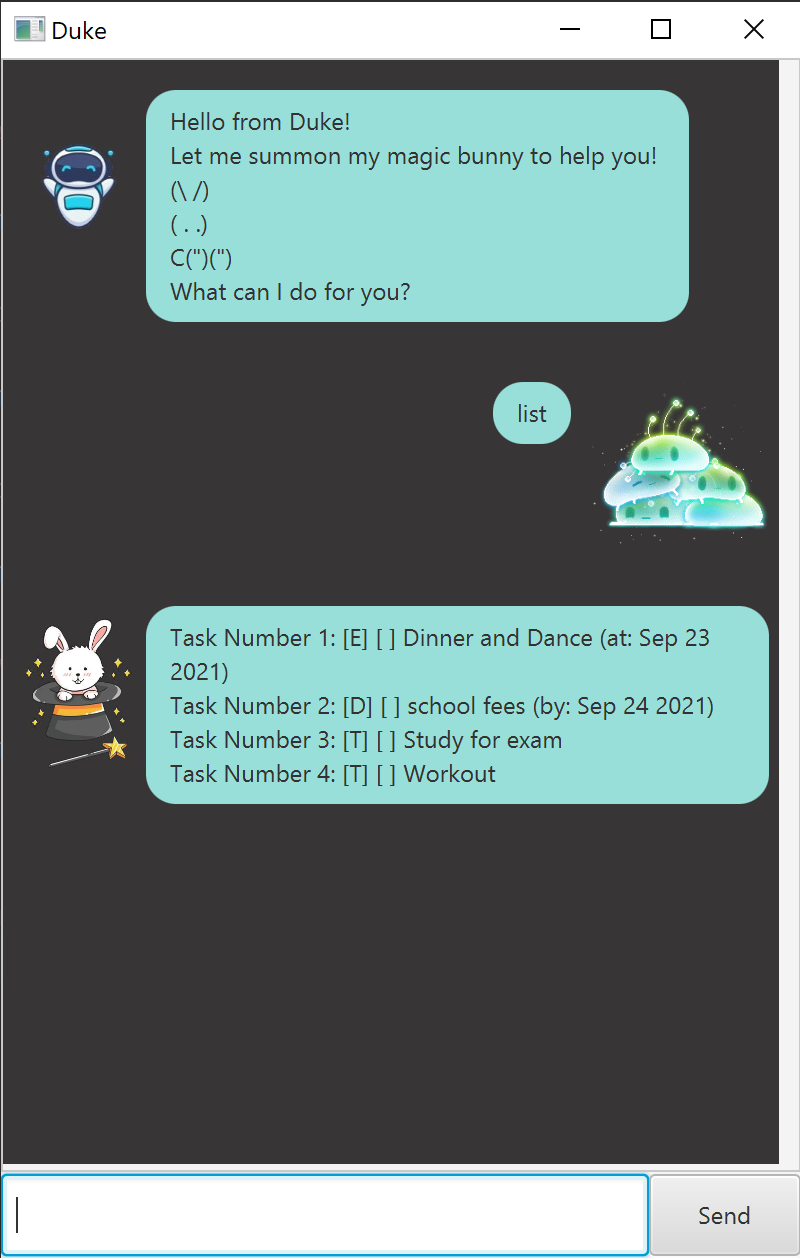 Duke
Hello from Duke!
Let me summon my magic bunny to help you!
(\ /)
( . .)
C(")(")
What can I do for you?
list
Task Number 1: [E] [ ] Dinner and Dance (at: Sep 23
2021)
Task Number 2: [D] [ ] school fees (by: Sep 24 2021)
Task Number 3: [T] [ ] Study for exam
Task Number 4: [T] [ ] Workout
Send